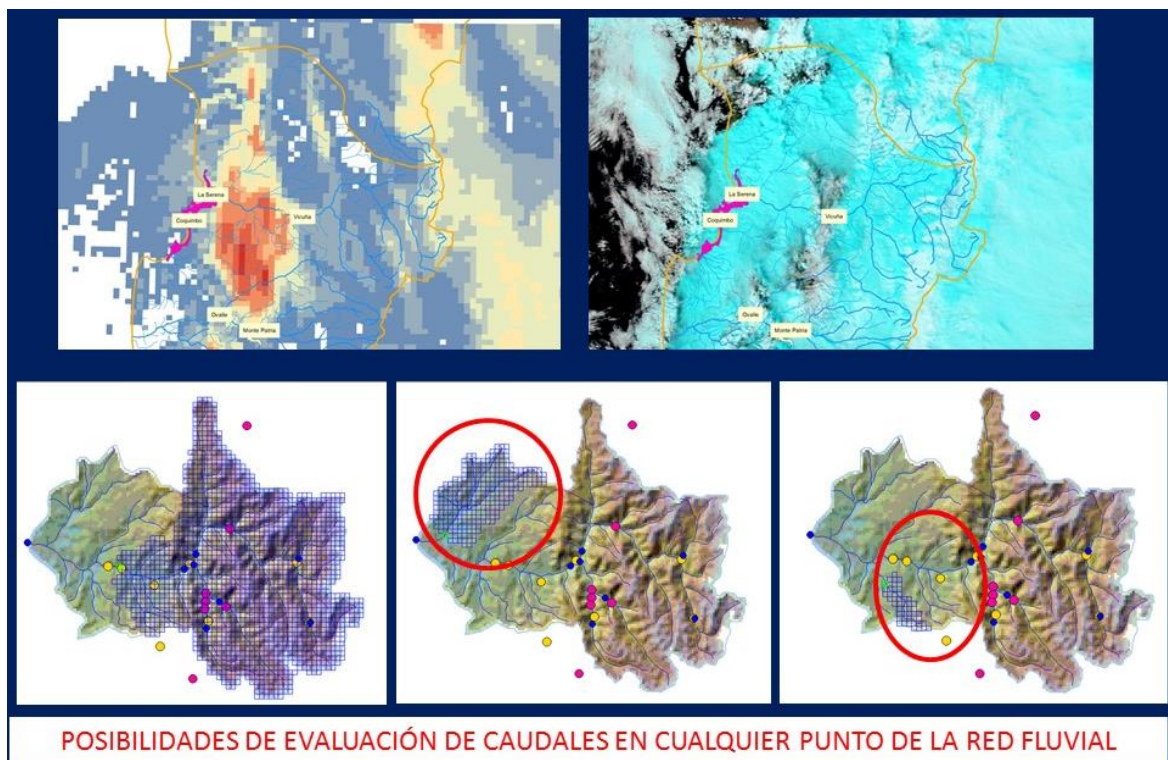 La Serena
Coquimbo
Vicuña
Ovalle
Monte Patria
La Serena
Coquimbo
Vicuña
Ovalle
Monte Patria
POSIBILIDADES DE EVALUACIÓN DE CAUDALES EN CUALQUIER PUNTO DE LA RED FLUVIAL